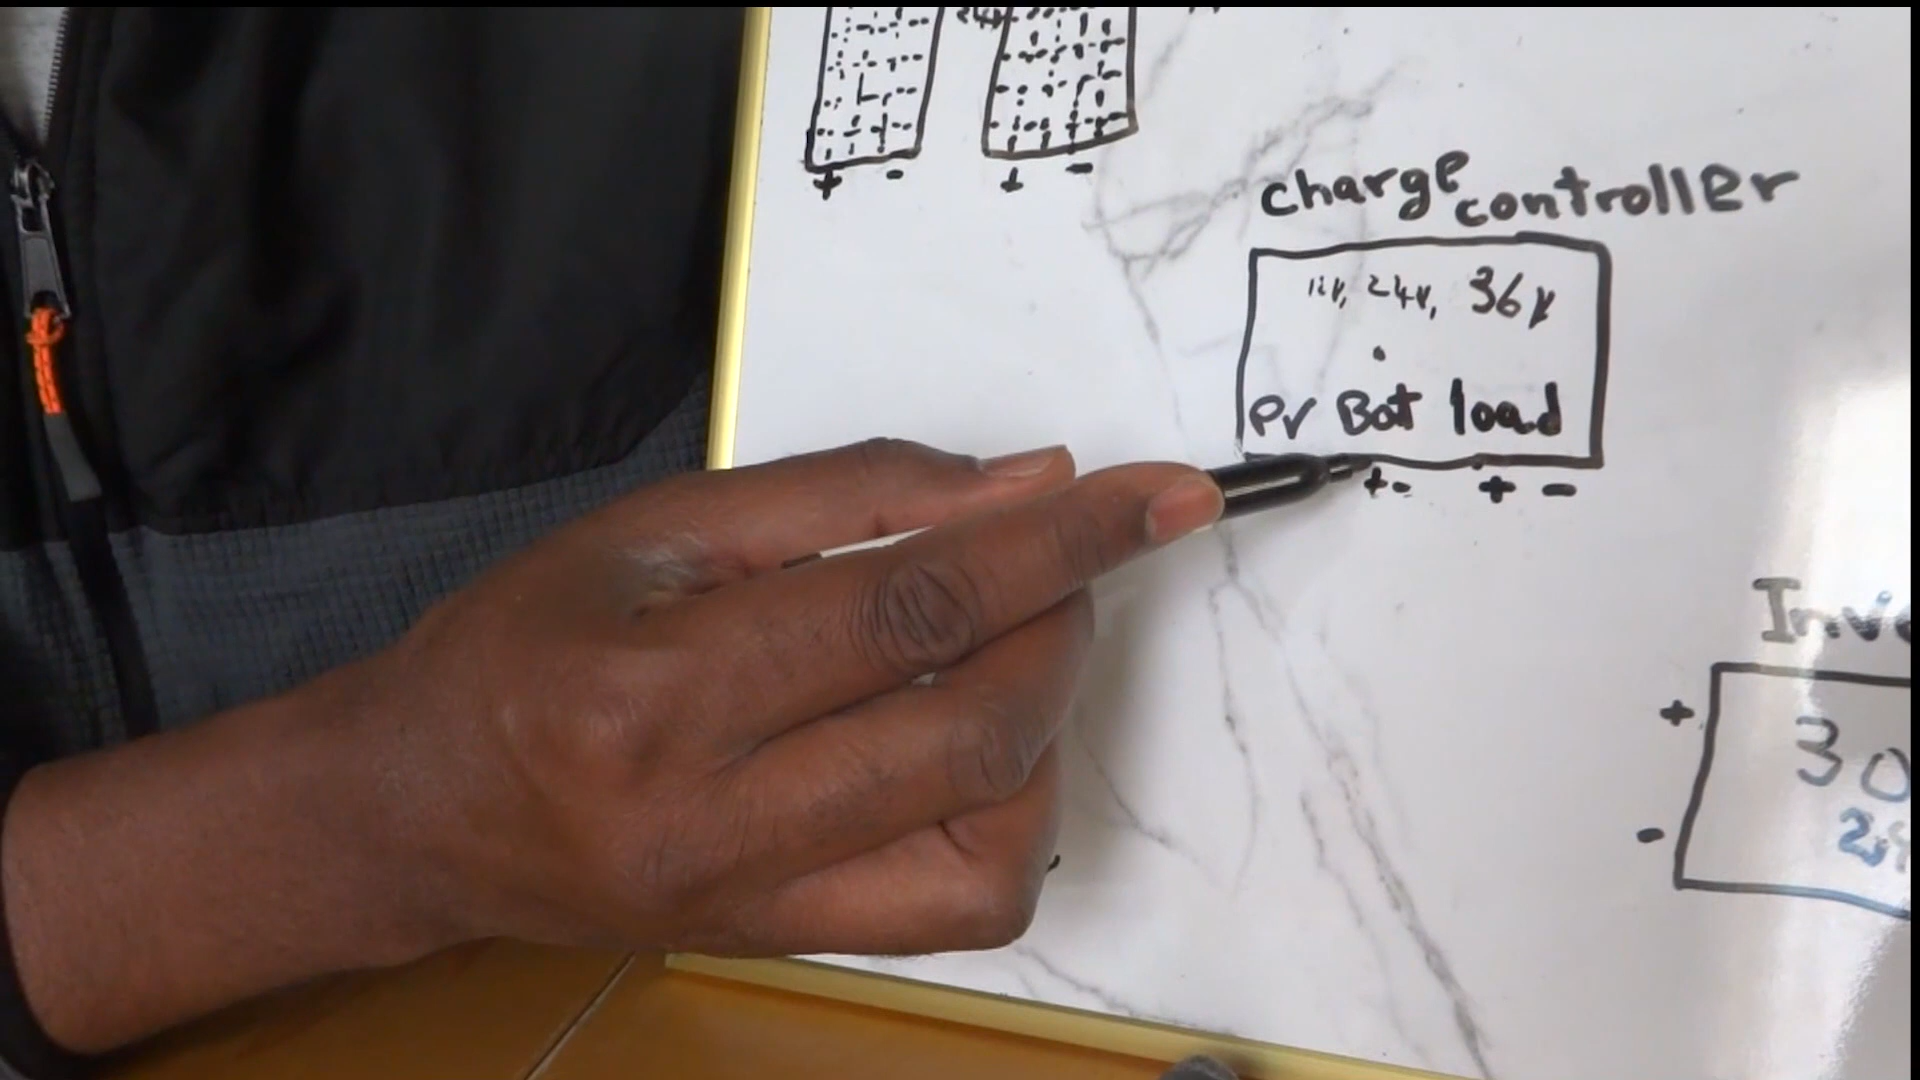 + - + -
charge controller
12V, 24V, 36V
PV Bat load
+ - + -
+
30
-